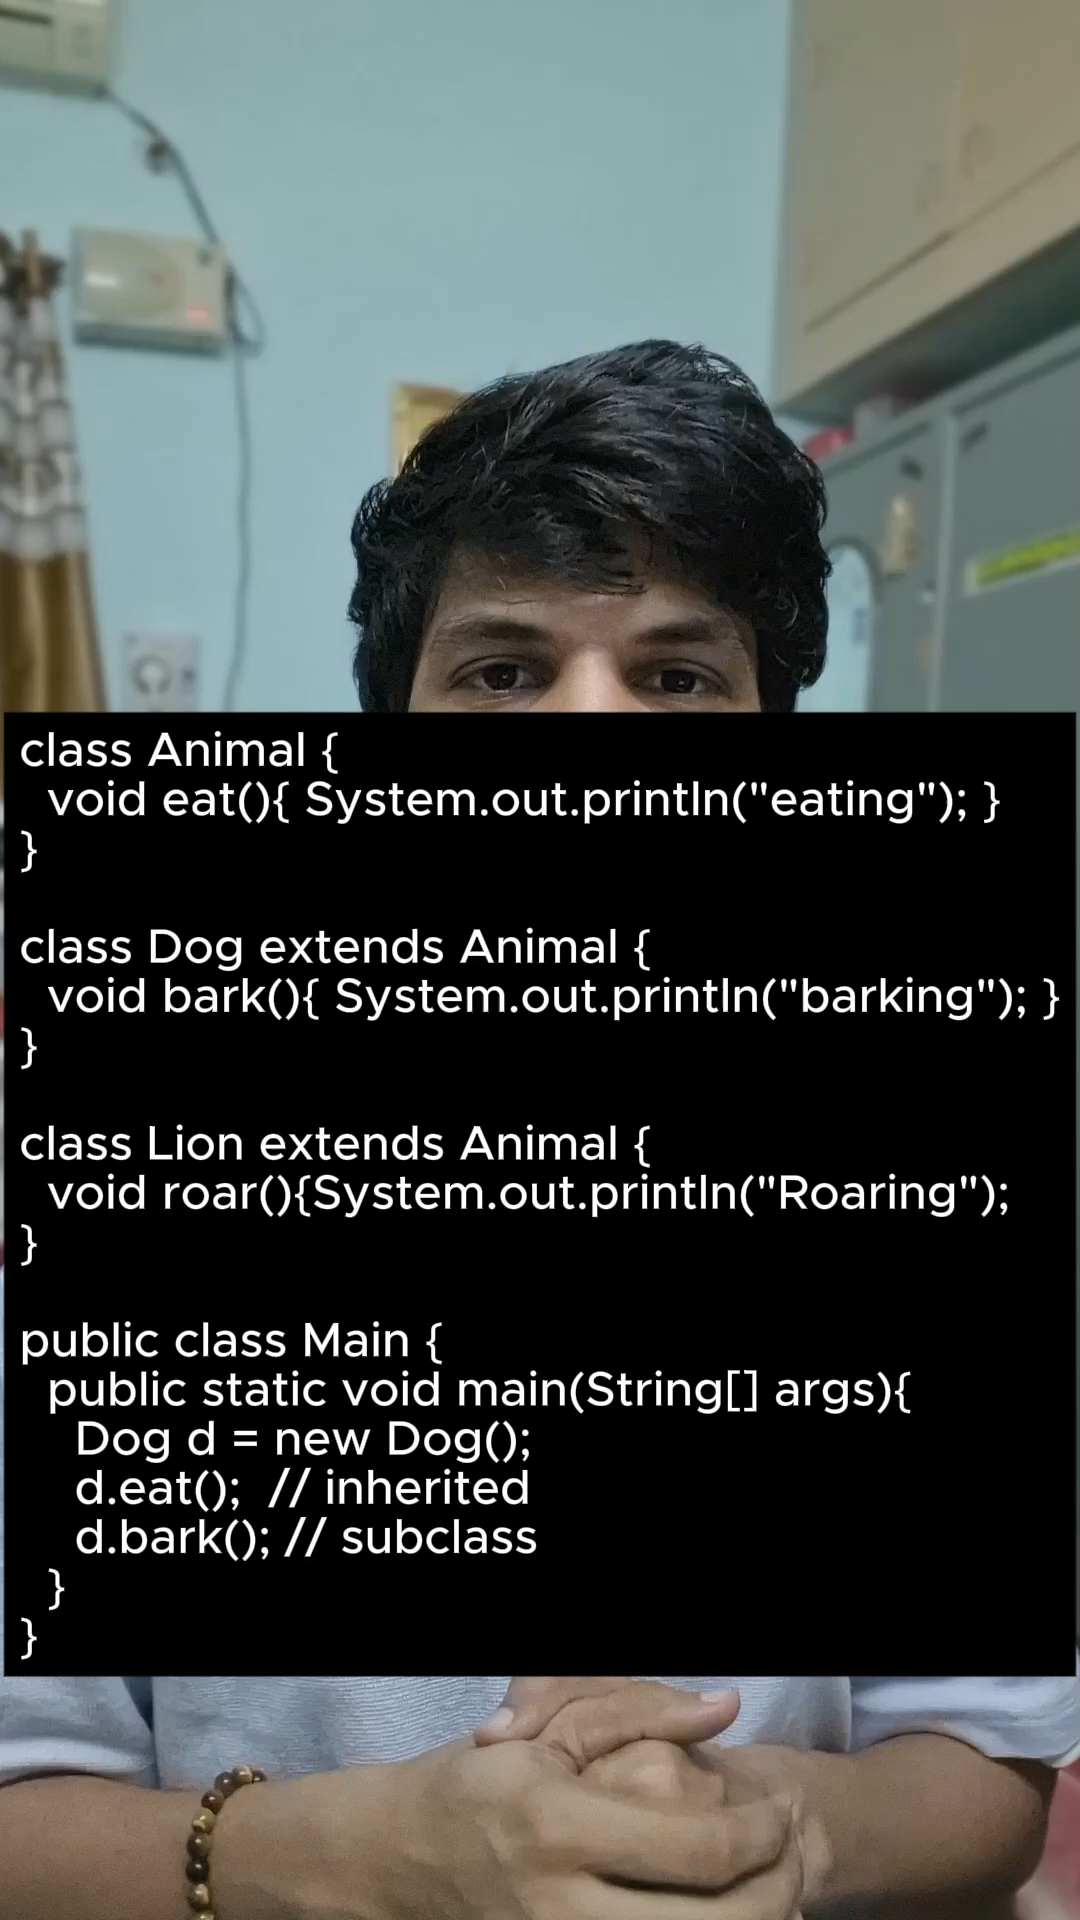 class Animal {
  void eat(){ System.out.println("eating"); }
}

class Dog extends Animal {
  void bark(){ System.out.println("barking"); }
}

class Lion extends Animal {
  void roar(){System.out.println("Roaring");
}

public class Main {
  public static void main(String[] args){
    Dog d = new Dog();
    d.eat();  // inherited
    d.bark(); // subclass
  }
}